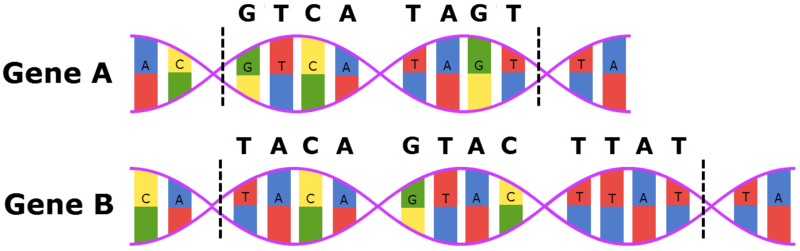 G T C A T A G T
Gene A A C G T C A T A G T T A
T A C A G T A C T T A T
Gene B C A T A C A G T A C T T A T T A